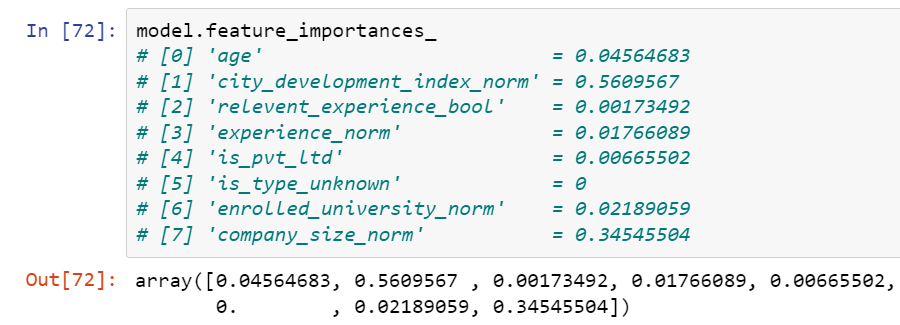 In [72]: model.feature_importances_
# [0] 'age' = 0.04564683
# [1] 'city_development_index_norm' = 0.5609567
# [2] 'relevent_experience_bool' = 0.00173492
# [3] 'experience_norm' = 0.01766089
# [4] 'is_pvt_ltd' = 0.00665502
# [5] 'is_type_unknown' = 0
# [6] 'enrolled_university_norm' = 0.02189059
# [7] 'company_size_norm' = 0.34545504
Out[72]: array([0.04564683, 0.5609567 , 0.00173492, 0.01766089, 0.00665502,
0. , 0.02189059, 0.34545504])